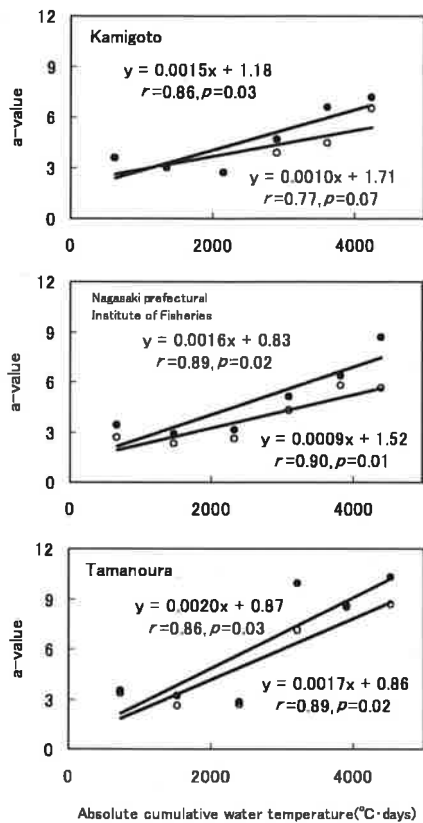 12
Kamigoto
y = 0.0015x + 1.18
r=0.86, p=0.03
9
a-value
6
3
y = 0.0010x + 1.71
r=0.77, p=0.07
0
0 2000 4000
12
Nagasaki prefectural
Institute of Fisheries
y = 0.0016x + 0.83
r=0.89, p=0.02
9
a-value
6
3
y = 0.0009x + 1.52
r=0.90, p=0.01
0
0 2000 4000
12
Tamanoura
y = 0.0020x + 0.87
r=0.86, p=0.03
9
a-value
6
3
y = 0.0017x + 0.86
r=0.89, p=0.02
0
0 2000 4000
Absolute cumulative water temperature(°C·days)